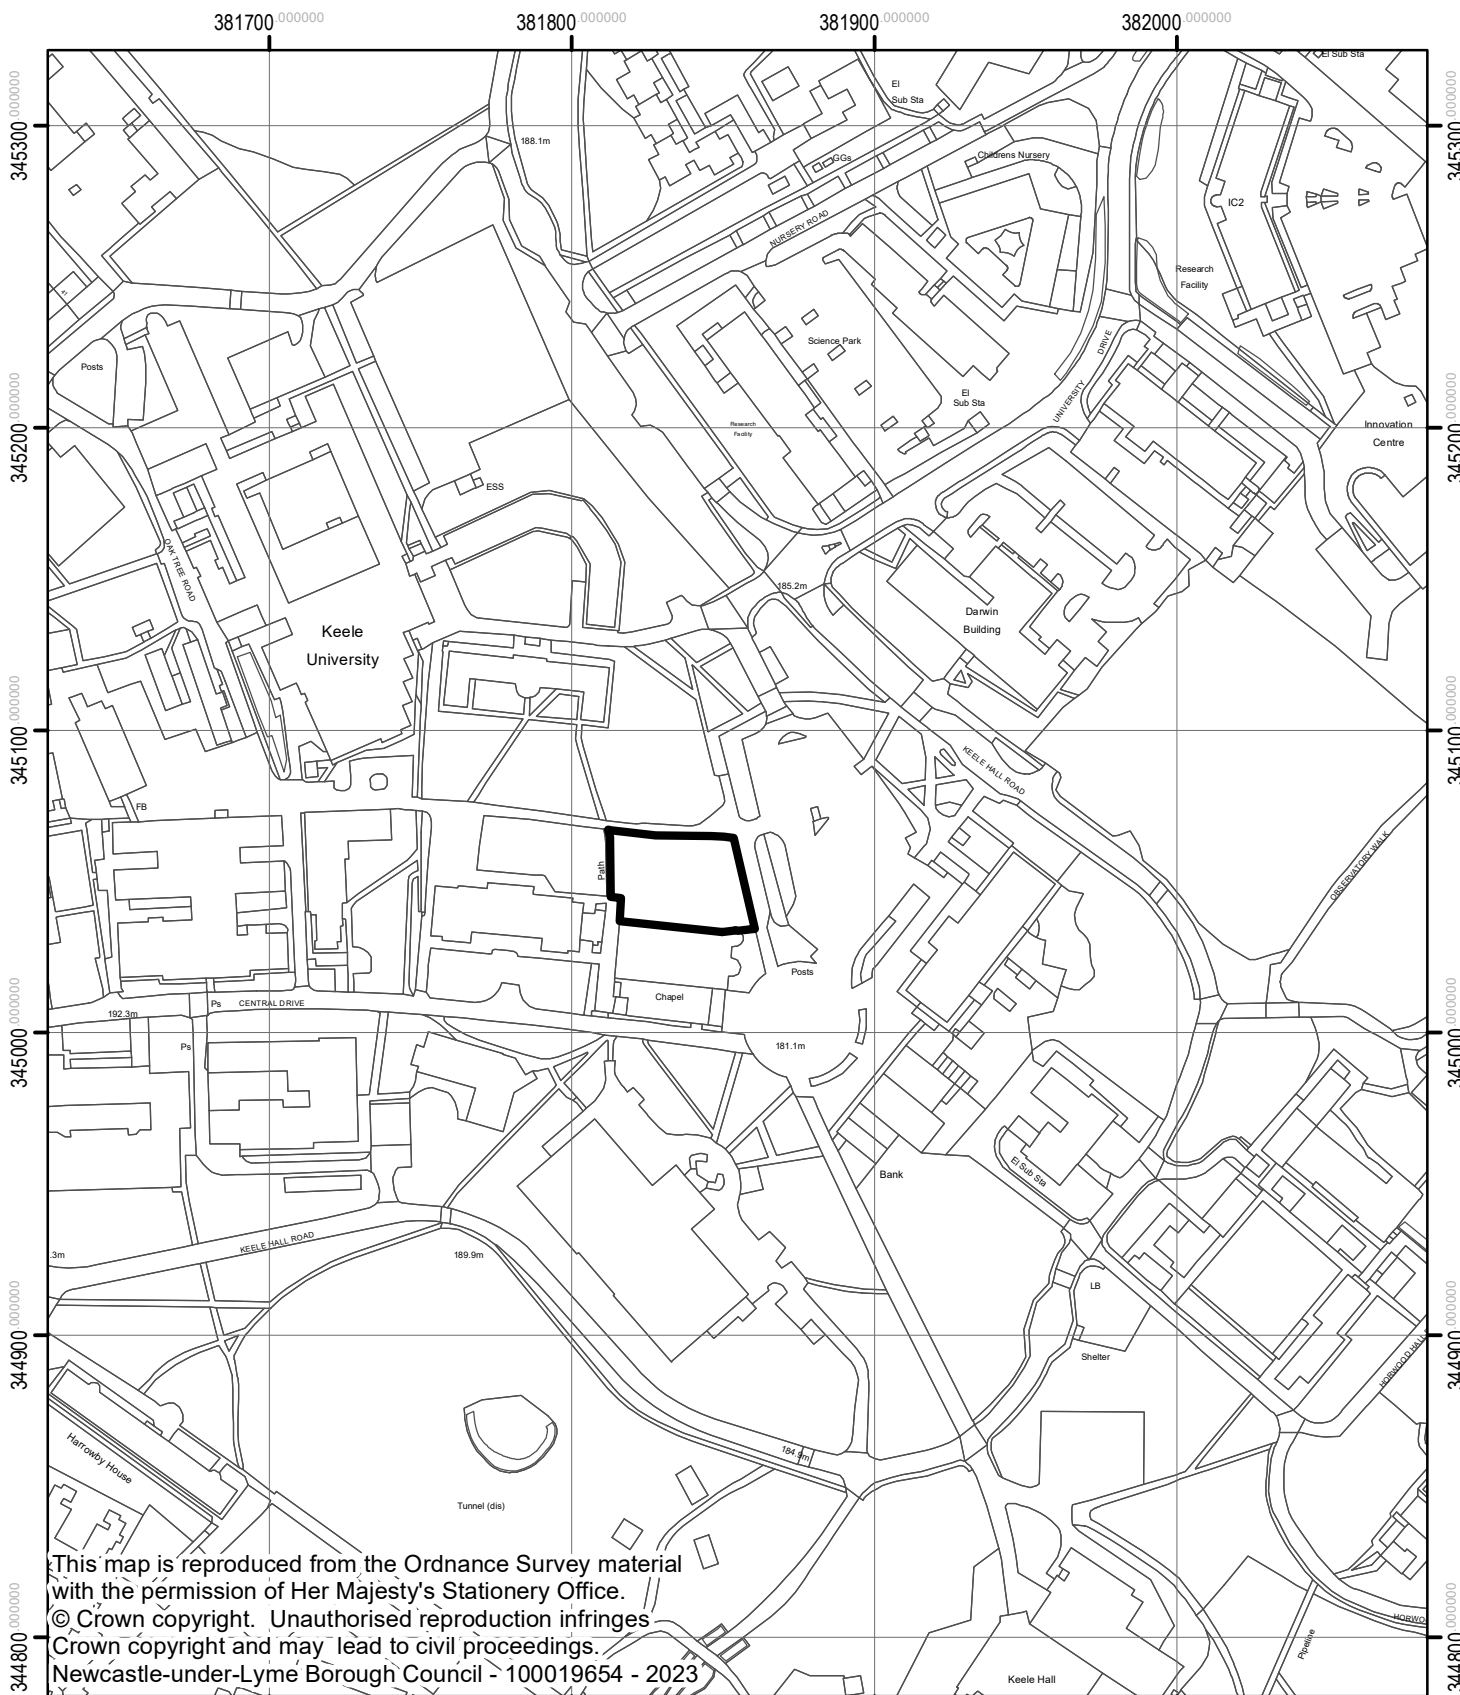 381700.000000 381800.000000 381900.000000 382000.000000
El Sub Sta
El
Sub Sta
345300.000000
345300.000000
188.1m
GGs
Childrens Nursery
IC2
NURSERY ROAD
Research
Facility
41
Science Park
DRIVE
UNIVERSITY
Posts
El
Sub Sta
345200.000000
345200.000000
Research
Facility
Innovation
Centre
ESS
OAK TREE ROAD
185.2m
Darwin
Building
Keele
University
345100.000000
345100.000000
KEELE HALL ROAD
FB
Path
OBSERVATORY WALK
Posts
Chapel
Ps
CENTRAL DRIVE
192.3m
345000.000000
345000.000000
Ps
181.1m
Bank
El Sub Sta
KEELE HALL ROAD
.3m
189.9m
LB
344900.000000
344900.000000
Shelter
HORWOOD HALL
Harrowby House
184.9m
Tunnel (dis)
This map is reproduced from the Ordnance Survey material
with the permission of Her Majesty's Stationery Office.
© Crown copyright. Unauthorised reproduction infringes
Crown copyright and may lead to civil proceedings.
Newcastle-under-Lyme Borough Council - 100019654 - 2023
344800.000000
344800.000000
HORWO
Pipeline
Keele Hall